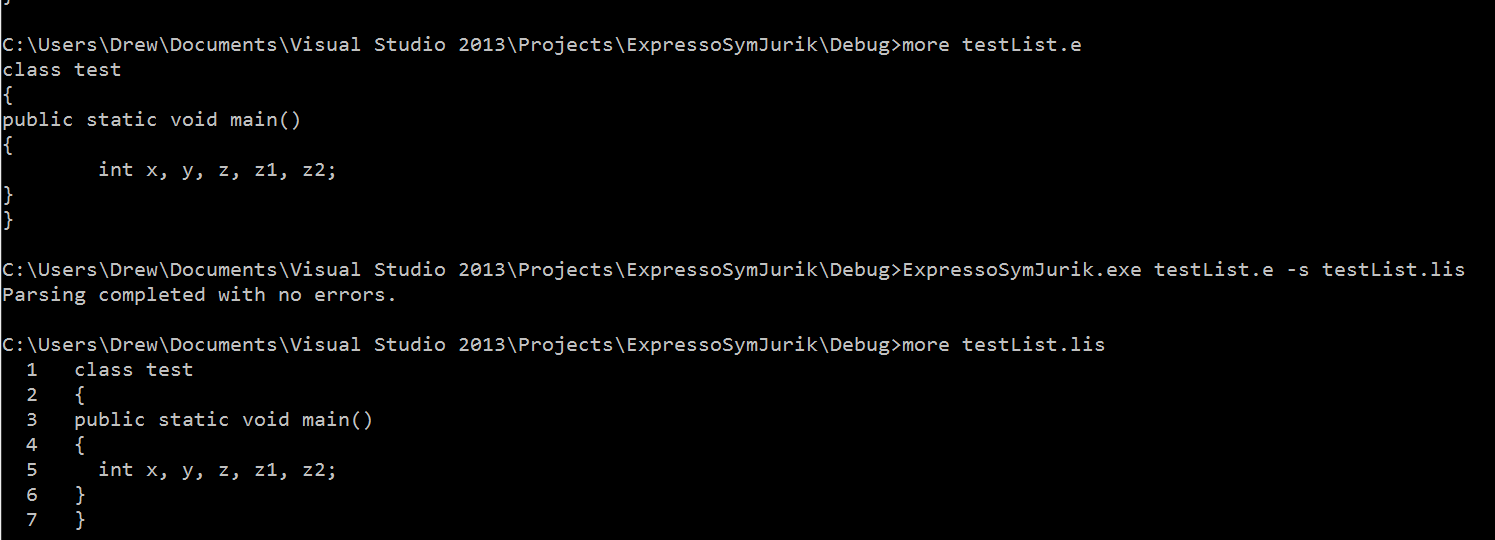 }
C:\Users\Drew\Documents\Visual Studio 2013\Projects\ExpressoSymJurik\Debug>more testList.e
class test
{
public static void main()
{
        int x, y, z, z1, z2;
}
}
C:\Users\Drew\Documents\Visual Studio 2013\Projects\ExpressoSymJurik\Debug>ExpressoSymJurik.exe testList.e -s testList.lis
Parsing completed with no errors.
C:\Users\Drew\Documents\Visual Studio 2013\Projects\ExpressoSymJurik\Debug>more testList.lis
  1   class test
  2   {
  3   public static void main()
  4   {
  5     int x, y, z, z1, z2;
  6   }
  7   }